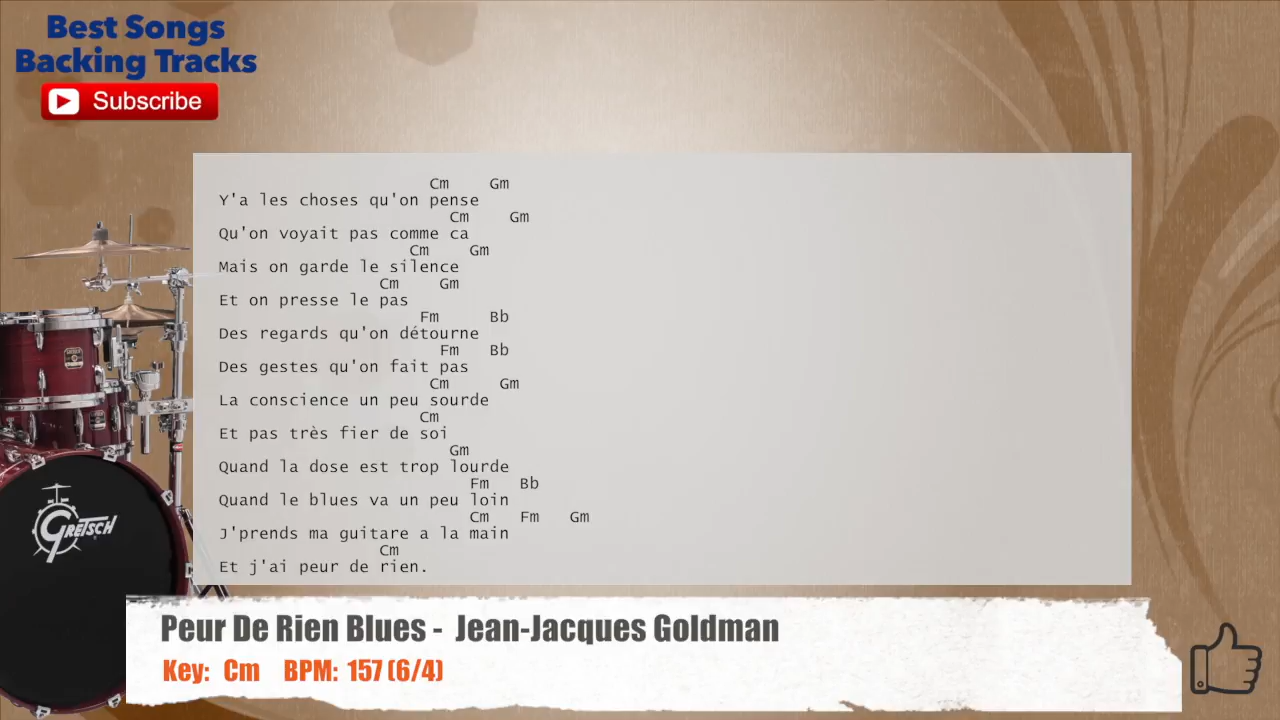 Best Songs
Backing Tracks
Subscribe
Cm Gm
Y'a les choses qu'on pense
Cm Gm
Qu'on voyait pas comme ca
Cm Gm
Mais on garde le silence
Cm Gm
Et on presse le pas
Fm Bb
Des regards qu'on détourne
Fm Bb
Des gestes qu'on fait pas
Cm Gm
La conscience un peu sourde
Cm
Et pas très fier de soi
Gm
Quand la dose est trop lourde
Fm Bb
Quand le blues va un peu loin
Cm Fm Gm
J'prends ma guitare a la main
Cm
Et j'ai peur de rien.
GRETSCH
Peur De Rien Blues - Jean-Jacques Goldman
Key: Cm BPM: 157 (6/4)